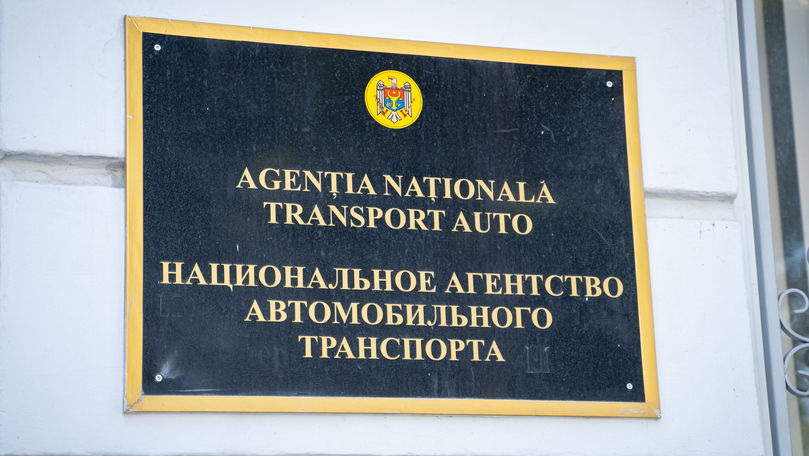 AGENȚIA NAȚIONALĂ
TRANSPORT AUTO
НАЦИОНАЛЬНОЕ АГЕНТСТВО
АВТОМОБИЛЬНОГО
ТРАНСПОРТА